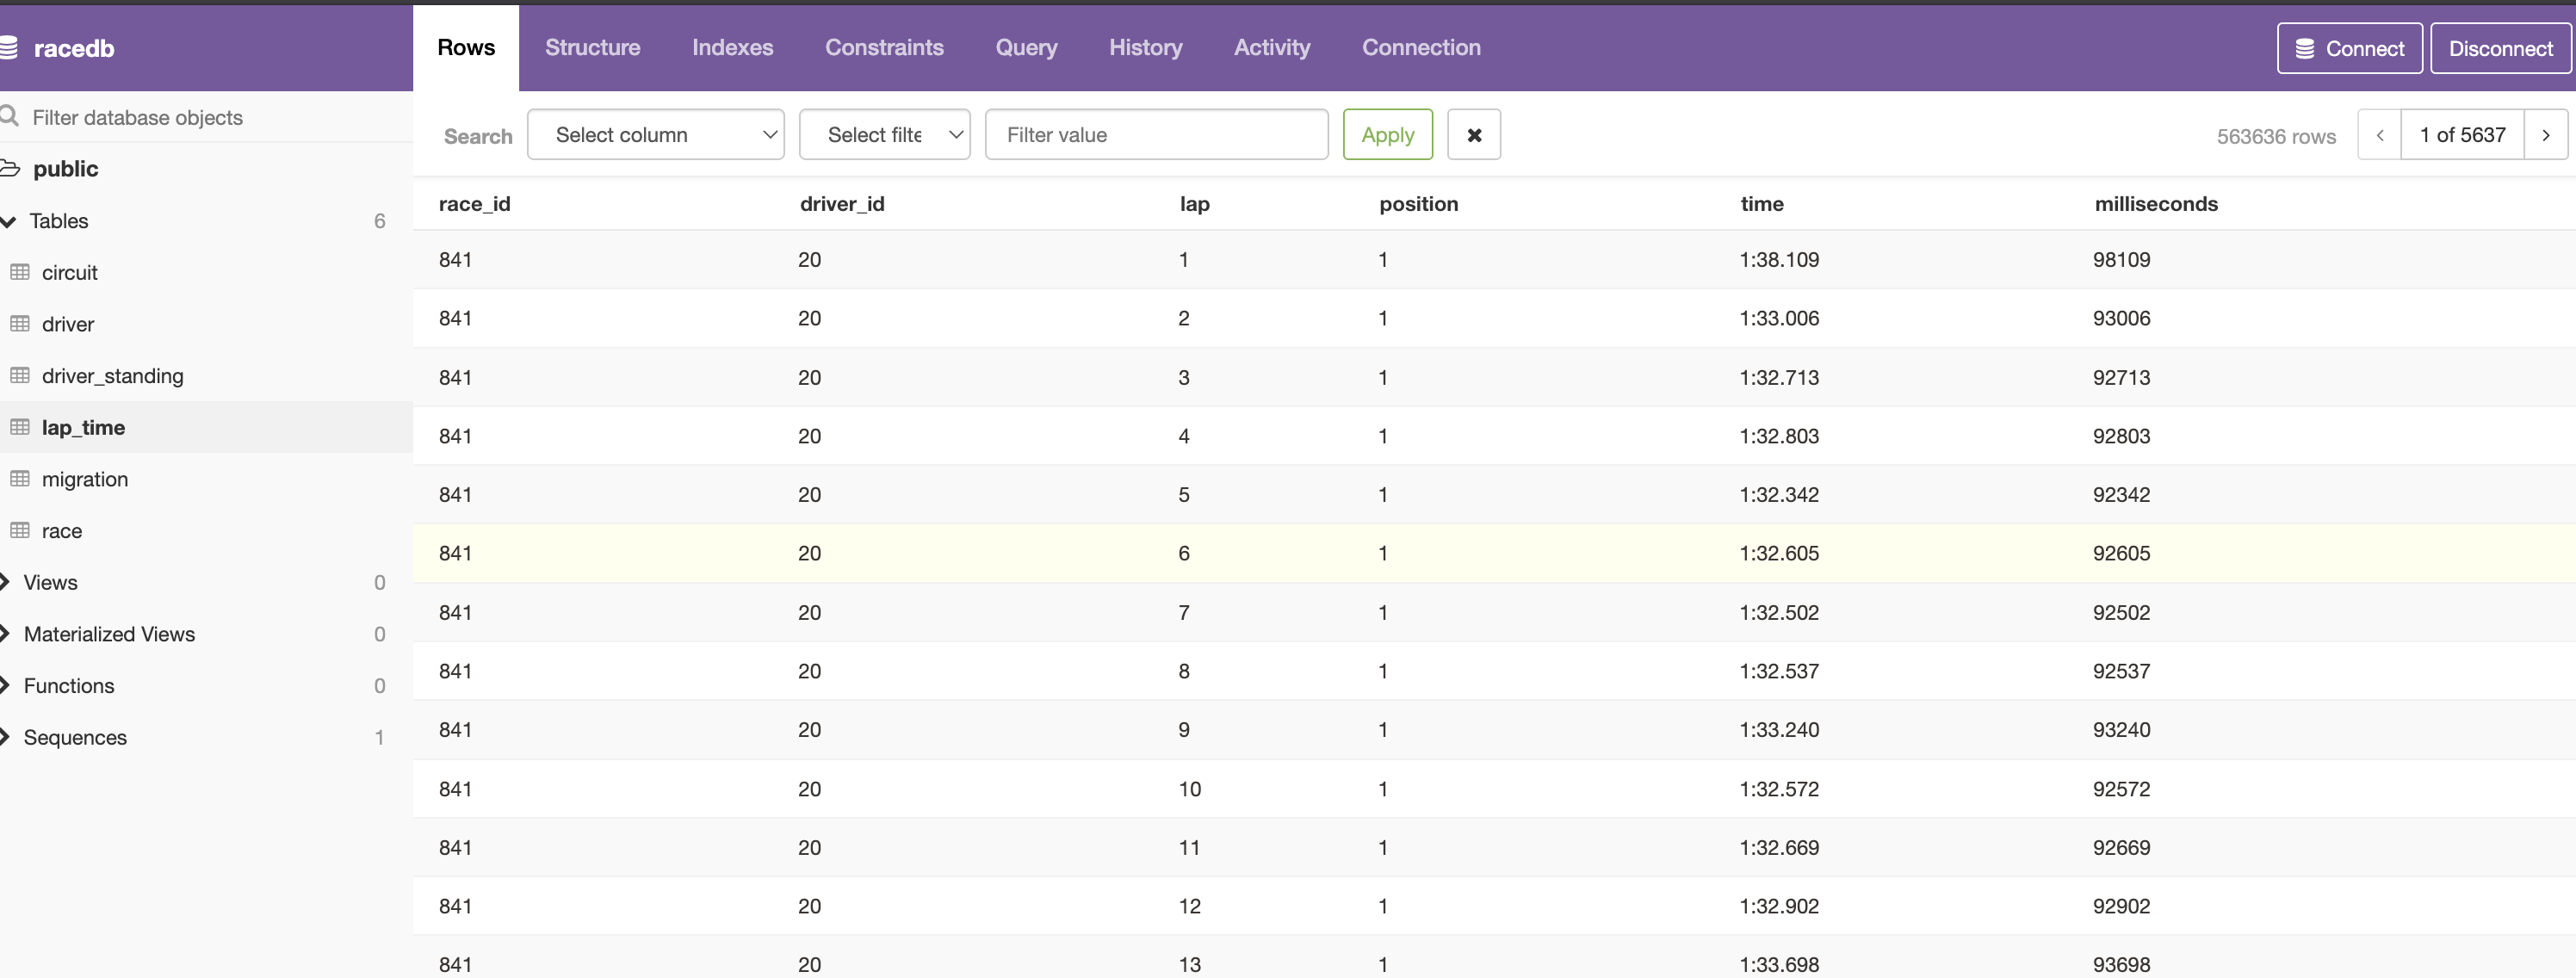 racedb
Rows Structure Indexes Constraints Query History Activity Connection Connect Disconnect
Filter database objects
public
Tables 6
circuit
driver
driver_standing
lap_time
migration
race
Views 0
Materialized Views 0
Functions 0
Sequences 1
Search Select column Select filte Filter value Apply 563636 rows 1 of 5637
race_id driver_id lap position time milliseconds
841 20 1 1 1:38.109 98109
841 20 2 1 1:33.006 93006
841 20 3 1 1:32.713 92713
841 20 4 1 1:32.803 92803
841 20 5 1 1:32.342 92342
841 20 6 1 1:32.605 92605
841 20 7 1 1:32.502 92502
841 20 8 1 1:32.537 92537
841 20 9 1 1:33.240 93240
841 20 10 1 1:32.572 92572
841 20 11 1 1:32.669 92669
841 20 12 1 1:32.902 92902
841 20 13 1 1:33.698 93698